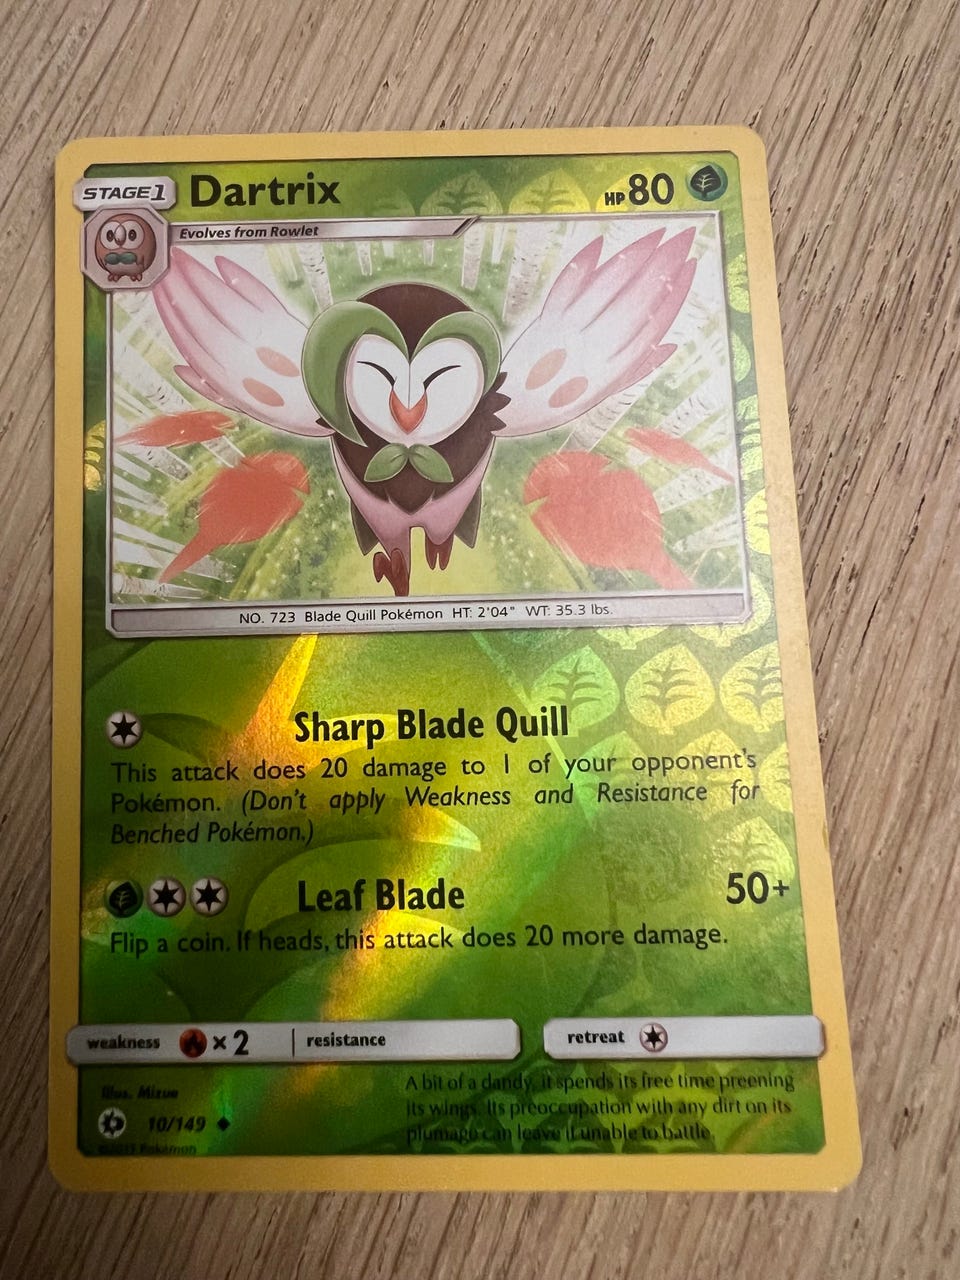 STAGE 1 Dartrix HP 80
Evolves from Rowlet
NO. 723 Blade Quill Pokémon HT: 2'04" WT: 35.3 lbs.
Sharp Blade Quill
This attack does 20 damage to 1 of your opponent's
Pokémon. (Don't apply Weakness and Resistance for
Benched Pokémon.)
Leaf Blade 50+
Flip a coin. If heads, this attack does 20 more damage.
weakness × 2 resistance retreat
Illus. Mizue
A bit of a dandy, it spends its free time preening
its wings. Its preoccupation with any dirt on its
plumage can leave it unable to battle.
10/149
Pokémon